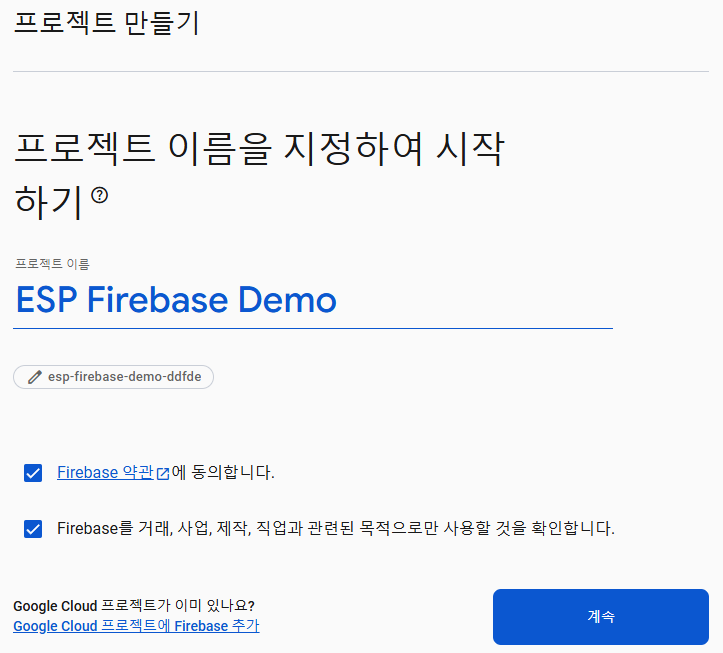 프로젝트 만들기
프로젝트 이름을 지정하여 시작
하기
프로젝트 이름
ESP Firebase Demo
esp-firebase-demo-ddfde
Firebase 약관에 동의합니다.
Firebase를 거래, 사업, 제작, 직업과 관련된 목적으로만 사용할 것을 확인합니다.
Google Cloud 프로젝트가 이미 있나요?
Google Cloud 프로젝트에 Firebase 추가
계속